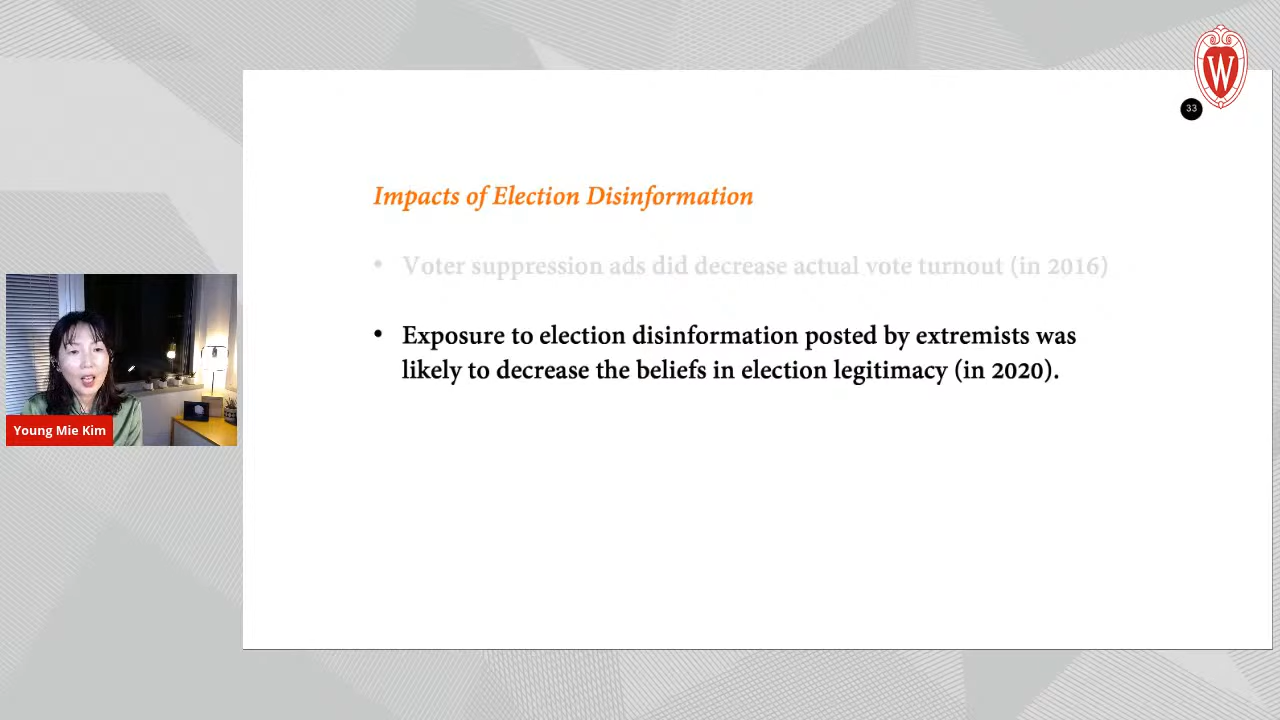 W
33
Impacts of Election Disinformation
• Voter suppression ads did decrease actual vote turnout (in 2016)
• Exposure to election disinformation posted by extremists was
likely to decrease the beliefs in election legitimacy (in 2020).
Young Mie Kim